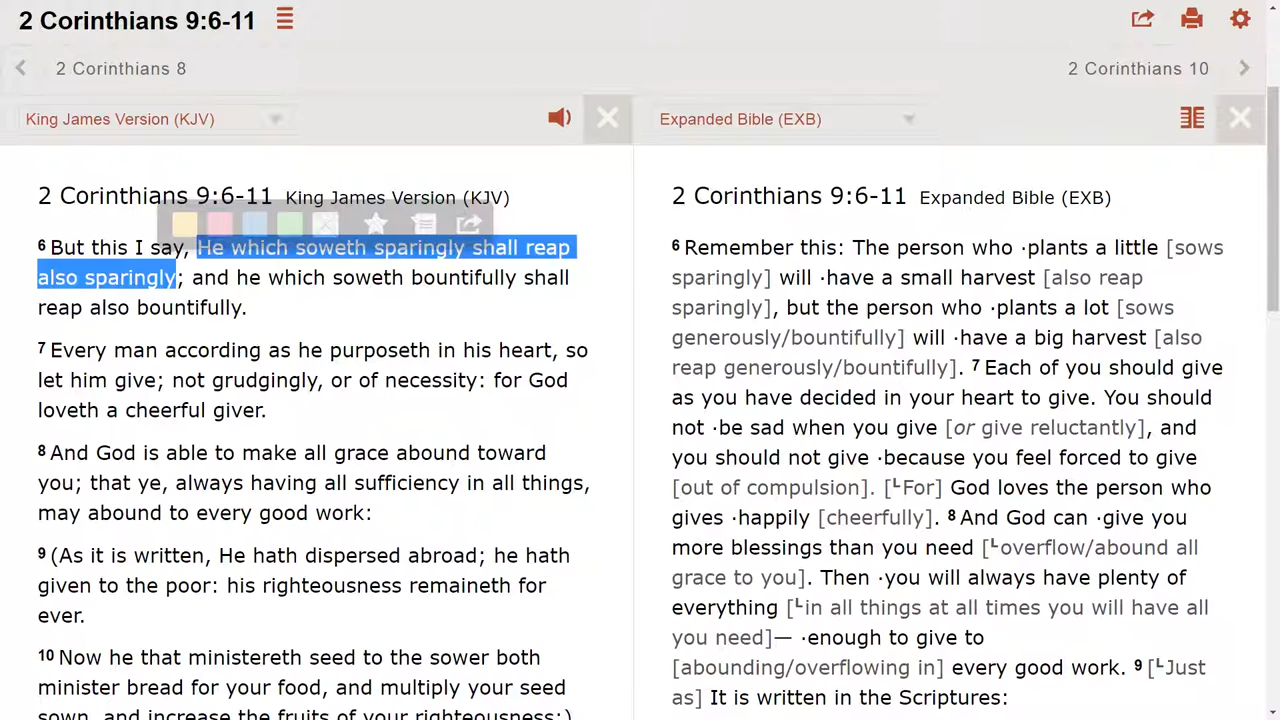 2 Corinthians 9:6-11
2 Corinthians 8
2 Corinthians 10
King James Version (KJV)
Expanded Bible (EXB)
2 Corinthians 9:6-11 King James Version (KJV)
6 But this I say, He which soweth sparingly shall reap
also sparingly; and he which soweth bountifully shall
reap also bountifully.
7 Every man according as he purposeth in his heart, so
let him give; not grudgingly, or of necessity: for God
loveth a cheerful giver.
8 And God is able to make all grace abound toward
you; that ye, always having all sufficiency in all things,
may abound to every good work:
9 (As it is written, He hath dispersed abroad; he hath
given to the poor: his righteousness remaineth for
ever.
10 Now he that ministereth seed to the sower both
minister bread for your food, and multiply your seed
sown, and increase the fruits of your righteousness;)
2 Corinthians 9:6-11 Expanded Bible (EXB)
6 Remember this: The person who ·plants a little [sows
sparingly] will ·have a small harvest [also reap
sparingly], but the person who ·plants a lot [sows
generously/bountifully] will ·have a big harvest [also
reap generously/bountifully]. 7 Each of you should give
as you have decided in your heart to give. You should
not ·be sad when you give [or give reluctantly], and
you should not give ·because you feel forced to give
[out of compulsion]. [ᴸFor] God loves the person who
gives ·happily [cheerfully]. 8 And God can ·give you
more blessings than you need [ᴸoverflow/abound all
grace to you]. Then ·you will always have plenty of
everything [ᴸin all things at all times you will have all
you need]— ·enough to give to
[abounding/overflowing in] every good work. 9 [ᴸJust
as] It is written in the Scriptures: